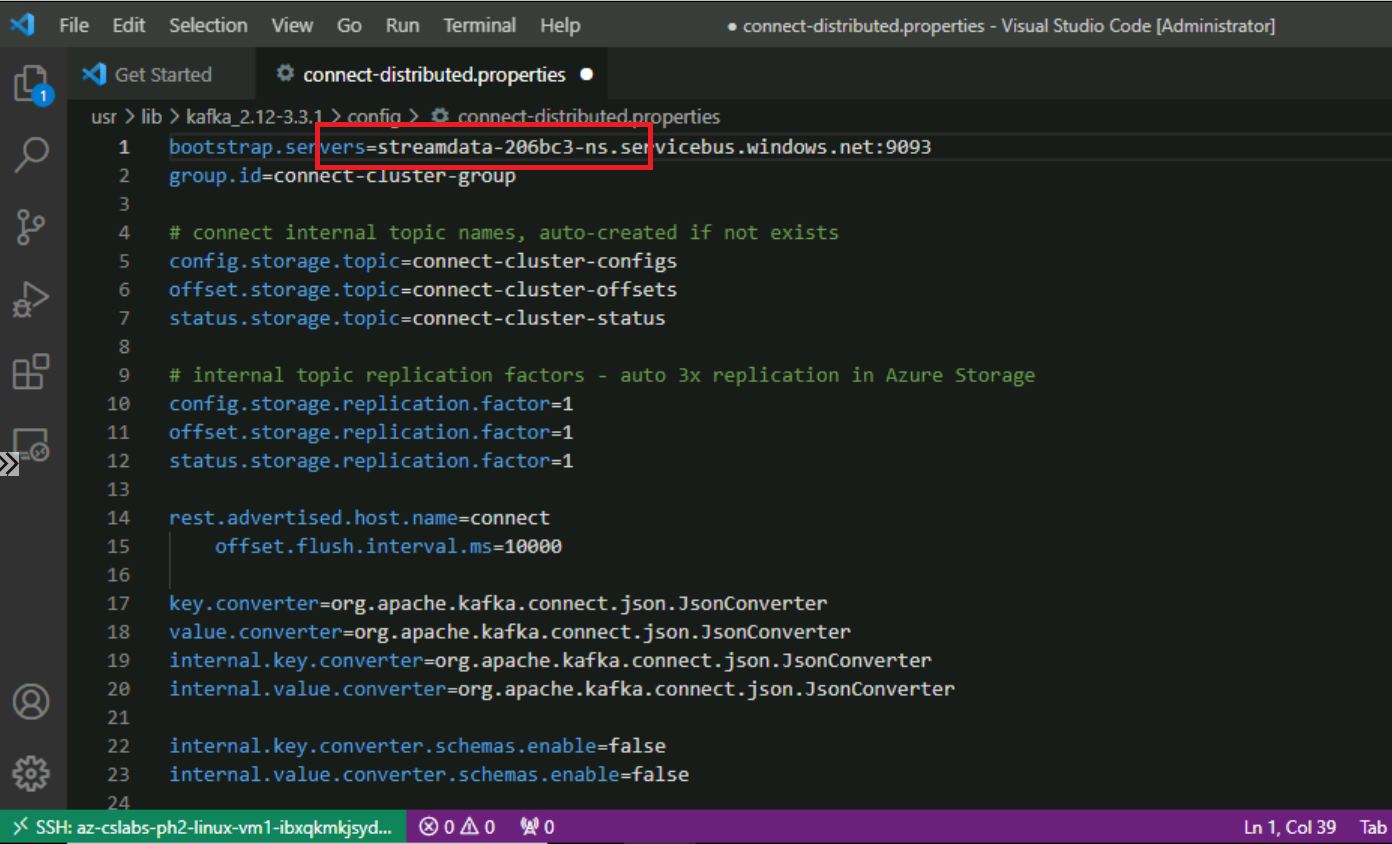 File Edit Selection View Go Run Terminal Help ● connect-distributed.properties - Visual Studio Code [Administrator]
Get Started connect-distributed.properties ●
1
usr > lib > kafka_2.12-3.3.1 > config > connect-distributed.properties
1 bootstrap.servers=streamdata-206bc3-ns.servicebus.windows.net:9093
2 group.id=connect-cluster-group
3
4 # connect internal topic names, auto-created if not exists
5 config.storage.topic=connect-cluster-configs
6 offset.storage.topic=connect-cluster-offsets
7 status.storage.topic=connect-cluster-status
8
9 # internal topic replication factors - auto 3x replication in Azure Storage
10 config.storage.replication.factor=1
11 offset.storage.replication.factor=1
12 status.storage.replication.factor=1
13
14 rest.advertised.host.name=connect
15     offset.flush.interval.ms=10000
16
17 key.converter=org.apache.kafka.connect.json.JsonConverter
18 value.converter=org.apache.kafka.connect.json.JsonConverter
19 internal.key.converter=org.apache.kafka.connect.json.JsonConverter
20 internal.value.converter=org.apache.kafka.connect.json.JsonConverter
21
22 internal.key.converter.schemas.enable=false
23 internal.value.converter.schemas.enable=false
24
SSH: az-cslabs-ph2-linux-vm1-ibxqkmkjsyd... 0 0 0 Ln 1, Col 39 Tab